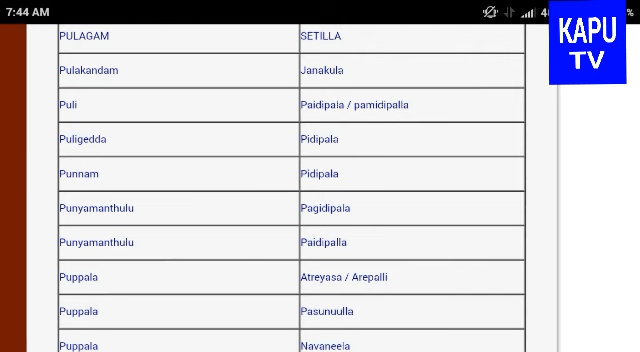 7:44 AM
KAPU
TV
PULAGAM SETILLA
Pulakandam Janakula
Puli Paidipala / pamidipalla
Puligedda Pidipala
Punnam Pidipala
Punyamanthulu Pagidipala
Punyamanthulu Paidipalla
Puppala Atreyasa / Arepalli
Puppala Pasunuulla
Puppala Navaneela